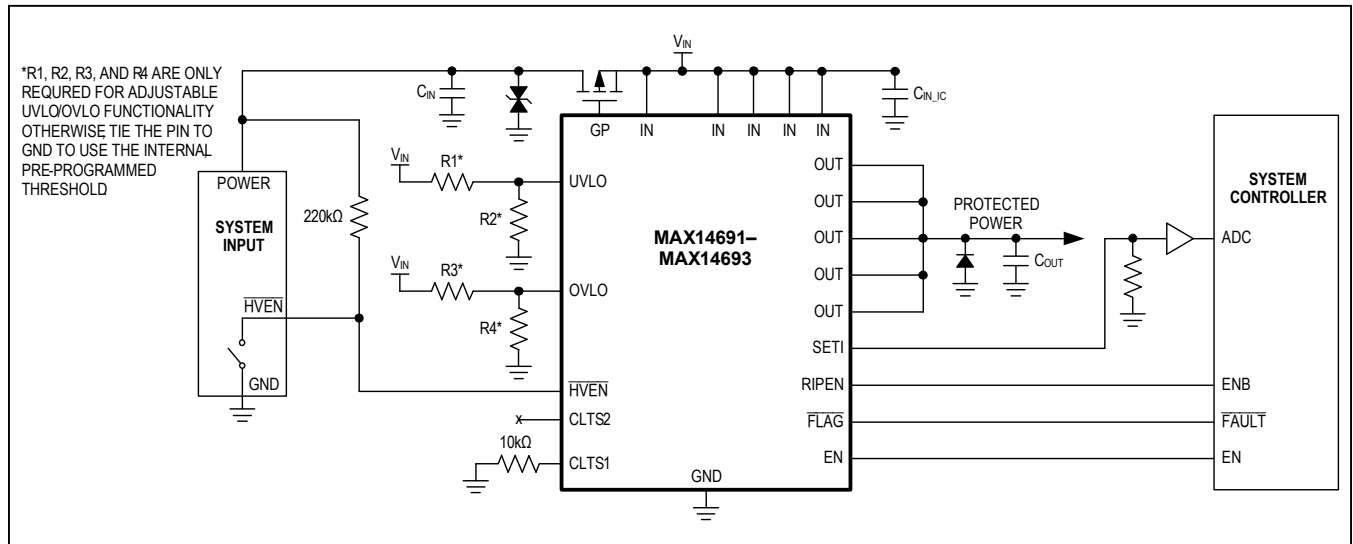 *R1, R2, R3, AND R4 ARE ONLY
REQURED FOR ADJUSTABLE
UVLO/OVLO FUNCTIONALITY
OTHERWISE, TIE THE PIN TO
GND TO USE THE INTERNAL,
PRE-PROGRAMMED
THRESHOLD.
VIN
CIN
CIN_IC
GP
IN
IN
IN
IN
IN
POWER
SYSTEM
INPUT
HVEN
GND
220kΩ
VIN
R1*
R2*
UVLO
VIN
R3*
R4*
OVLO
HVEN
CLTS2
x
10kΩ
CLTS1
MAX14691–
MAX14693
GND
OUT
OUT
OUT
OUT
OUT
SETI
RIPEN
FLAG
EN
PROTECTED
POWER
COUT
SYSTEM
CONTROLLER
ADC
ENB
FAULT
EN